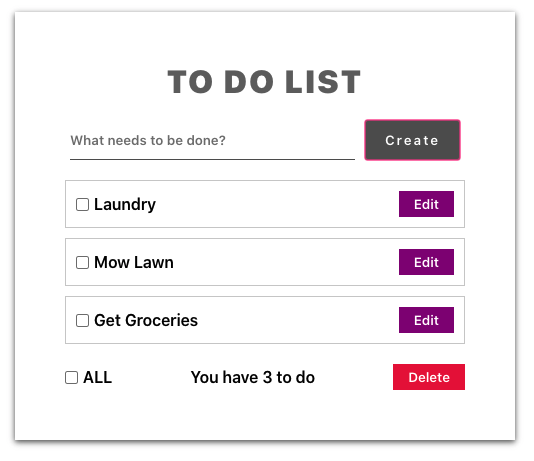 TO DO LIST
What needs to be done? Create
Laundry Edit
Mow Lawn Edit
Get Groceries Edit
ALL You have 3 to do Delete